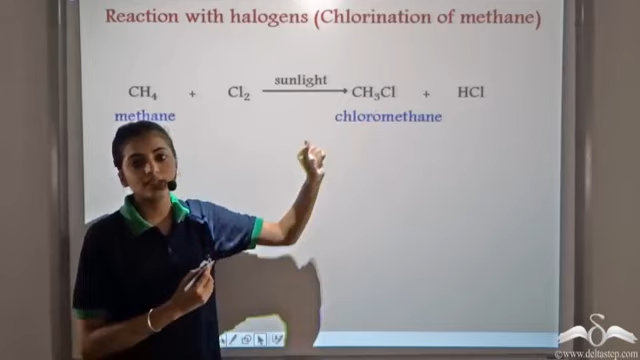 Reaction with halogens (Chlorination of methane)
sunlight
CH₄ + Cl₂ → CH₃Cl + HCl
methane chloromethane
©www.deltastep.com